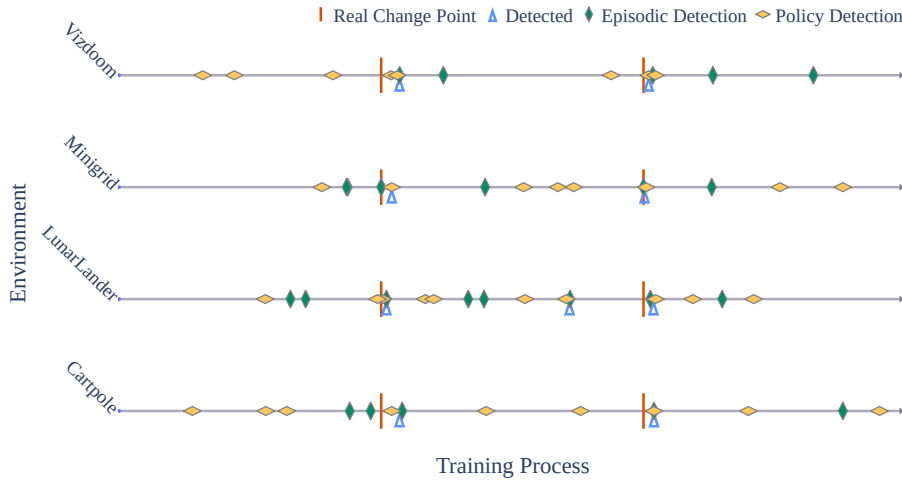 Real Change Point Detected Episodic Detection Policy Detection
Vizdoom
Minigrid
LunarLander
Cartpole
Environment
Training Process